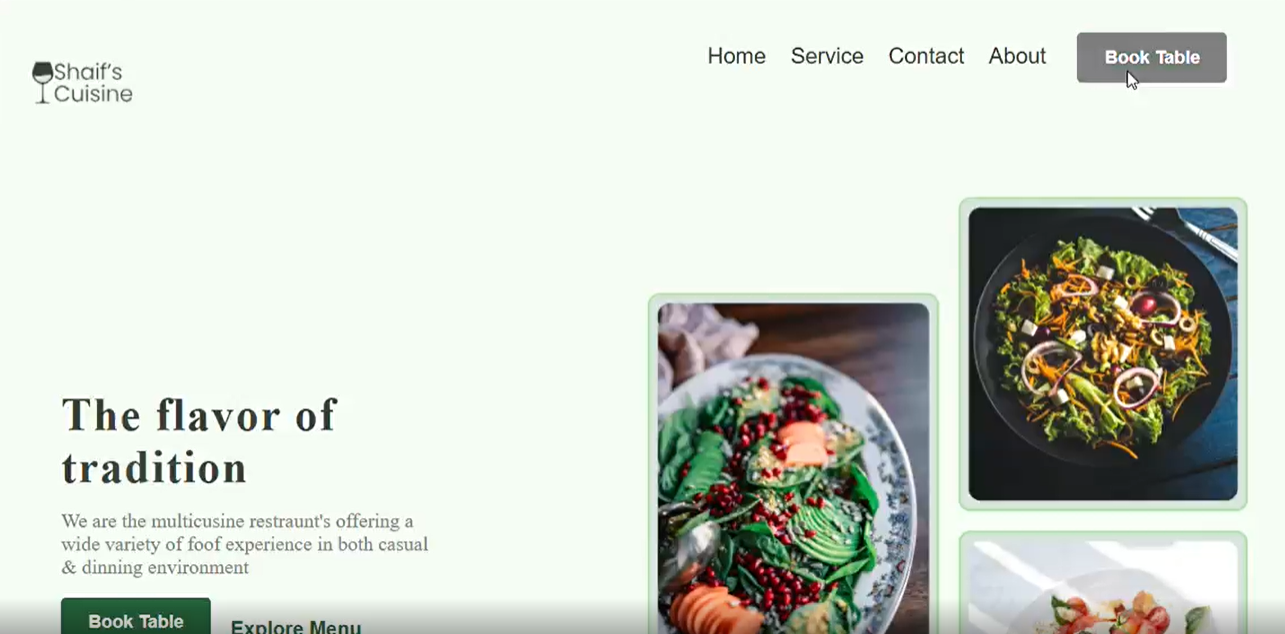 Shaif's
Cuisine
Home Service Contact About Book Table
The flavor of
tradition
We are the multicusine restraunt's offering a
wide variety of foof experience in both casual
& dinning environment
Book Table Explore Menu